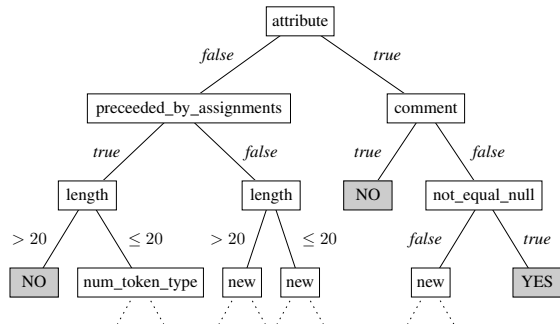 attribute
false true
preceeded_by_assignments comment
true false true false
length length NO not_equal_null
> 20 ≤ 20 > 20 ≤ 20 false true
NO num_token_type new new new YES